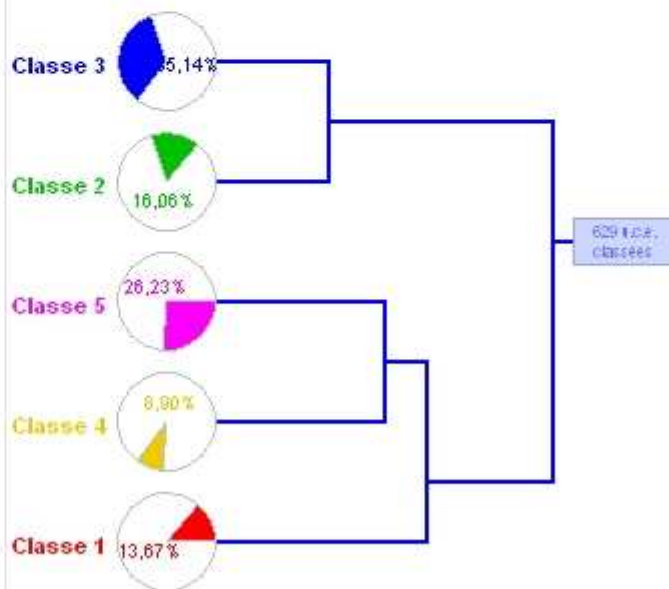 Classe 3
35,14%
Classe 2
16,06%
629 u.c.e.
classées
26,23%
Classe 5
8,90%
Classe 4
Classe 1
13,67%